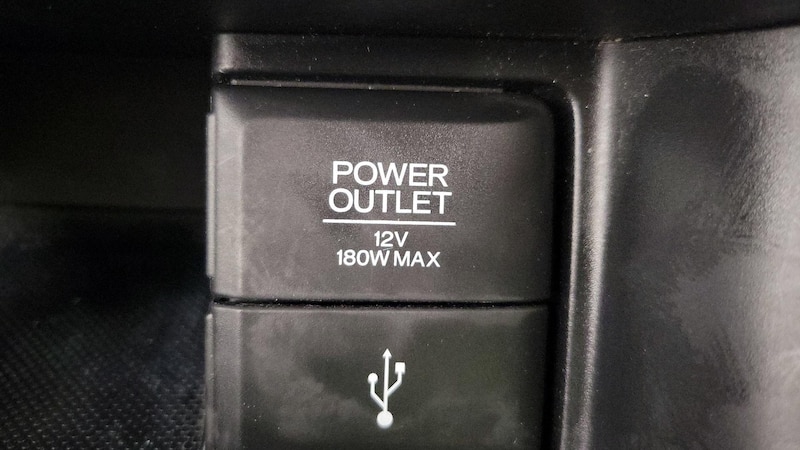 POWER
OUTLET
12V
180W MAX